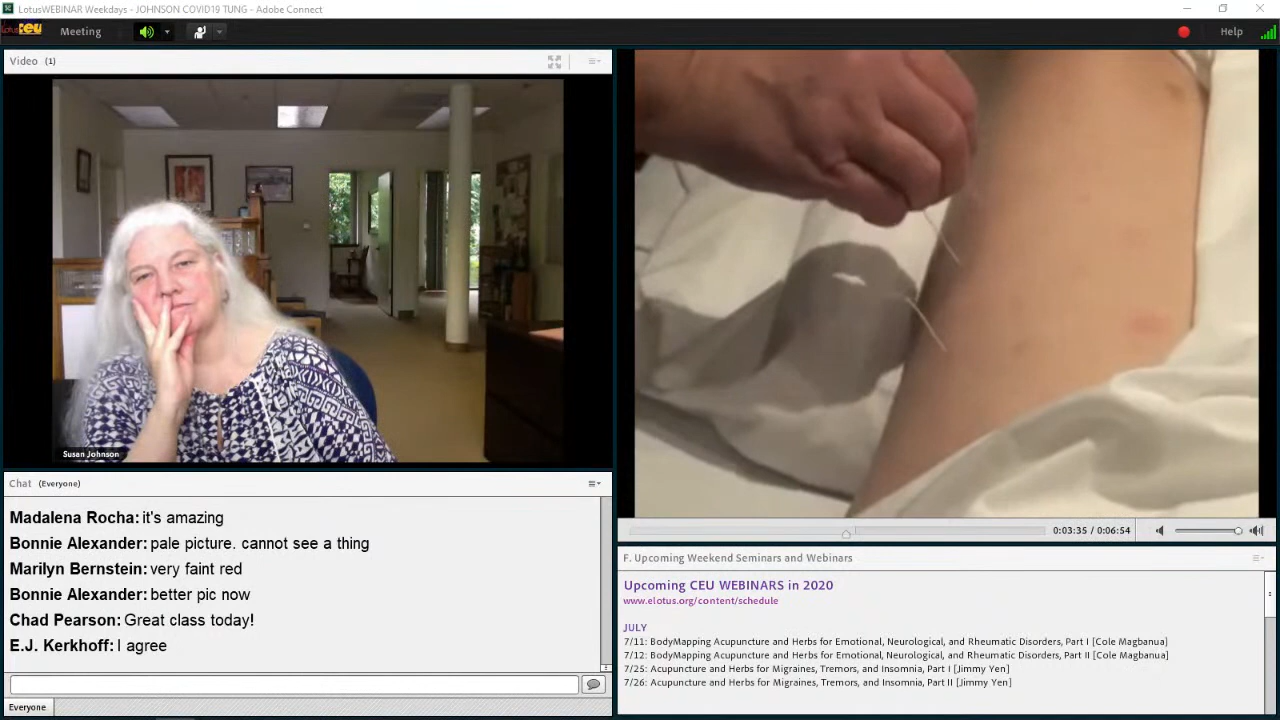 LotusWEBINAR Weekdays - JOHNSON COVID19 TUNG - Adobe Connect
Lotus CEU Meeting Help
Video (1)
Susan Johnson
Chat (Everyone)
Madalena Rocha: it's amazing
Bonnie Alexander: pale picture. cannot see a thing
Marilyn Bernstein: very faint red
Bonnie Alexander: better pic now
Chad Pearson: Great class today!
E.J. Kerkhoff: I agree
Everyone
0:03:35 / 0:06:54
F. Upcoming Weekend Seminars and Webinars
Upcoming CEU WEBINARS in 2020
www.elotus.org/content/schedule
JULY
7/11: BodyMapping Acupuncture and Herbs for Emotional, Neurological, and Rheumatic Disorders, Part I [Cole Magbanua]
7/12: BodyMapping Acupuncture and Herbs for Emotional, Neurological, and Rheumatic Disorders, Part II [Cole Magbanua]
7/25: Acupuncture and Herbs for Migraines, Tremors, and Insomnia, Part I [Jimmy Yen]
7/26: Acupuncture and Herbs for Migraines, Tremors, and Insomnia, Part II [Jimmy Yen]